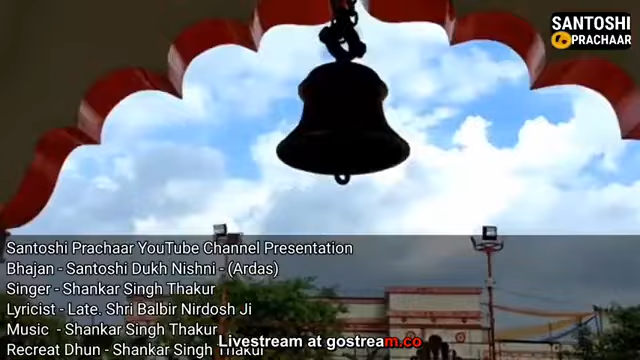 SANTOSHI
PRACHAAR
Santoshi Prachaar YouTube Channel Presentation
Bhajan - Santoshi Dukh Nishni - (Ardas)
Singer - Shankar Singh Thakur
Lyricist - Late. Shri Balbir Nirdosh Ji
Music - Shankar Singh Thakur
Livestream at gostream.co
Recreat Dhun - Shankar Singh Thakur